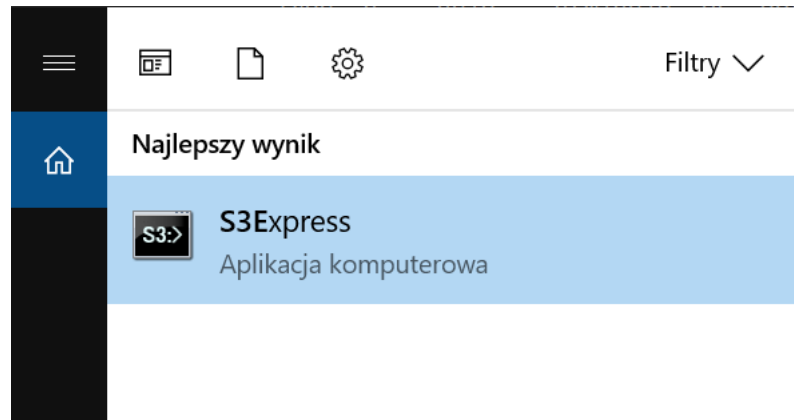 Filtry
Najlepszy wynik
S3:>
S3Express
Aplikacja komputerowa